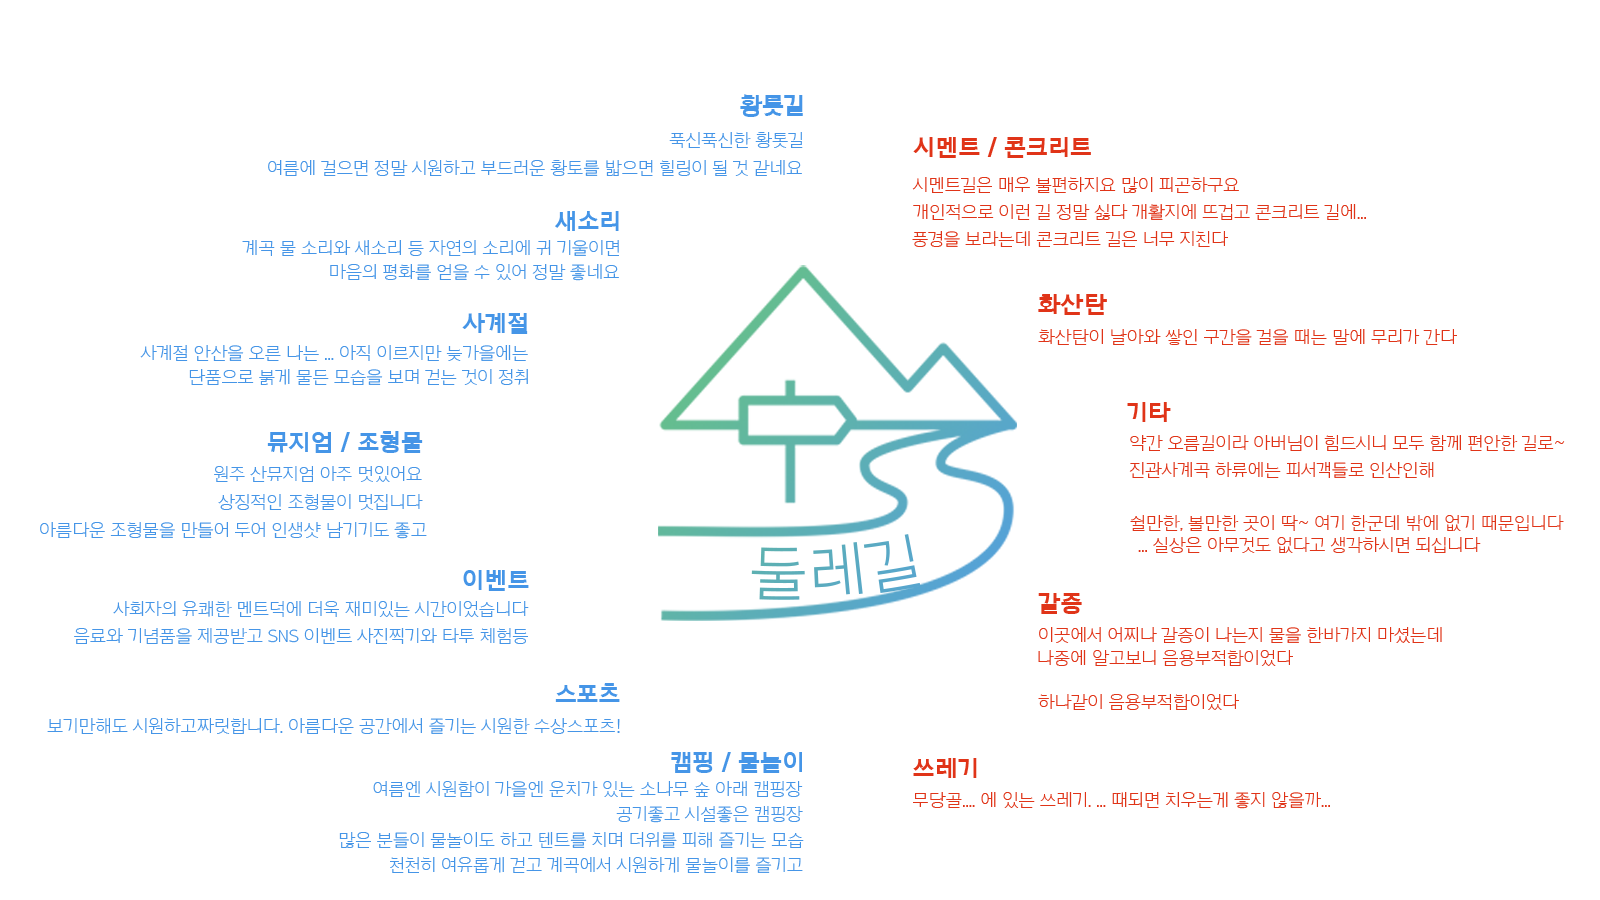 황톳길
푹신푹신한 황톳길
여름에 걸으면 정말 시원하고 부드러운 황토를 밟으면 힐링이 될 것 같네요
새소리
계곡 물 소리와 새소리 등 자연의 소리에 귀 기울이면
마음의 평화를 얻을 수 있어 정말 좋네요
사계절
사계절 안산을 오른 나는 ... 아직 이르지만 늦가을에는
단품으로 붉게 물든 모습을 보며 걷는 것이 정취
뮤지엄 / 조형물
원주 산뮤지엄 아주 멋있어요
상징적인 조형물이 멋집니다
아름다운 조형물을 만들어 두어 인생샷 남기기도 좋고
이벤트
사회자의 유쾌한 멘트덕에 더욱 재미있는 시간이었습니다
음료와 기념품을 제공받고 SNS 이벤트 사진찍기와 타투 체험등
스포츠
보기만해도 시원하고짜릿합니다. 아름다운 공간에서 즐기는 시원한 수상스포츠!
캠핑 / 물놀이
여름엔 시원함이 가을엔 운치가 있는 소나무 숲 아래 캠핑장
공기좋고 시설좋은 캠핑장
많은 분들이 물놀이도 하고 텐트를 치며 더위를 피해 즐기는 모습
천천히 여유롭게 걷고 계곡에서 시원하게 물놀이를 즐기고
둘레길
시멘트 / 콘크리트
시멘트길은 매우 불편하지요 많이 피곤하구요
개인적으로 이런 길 정말 싫다 개활지에 뜨겁고 콘크리트 길에...
풍경을 보라는데 콘크리트 길은 너무 지친다
화산탄
화산탄이 날아와 쌓인 구간을 걸을 때는 말에 무리가 간다
기타
약간 오름길이라 아버님이 힘드시니 모두 함께 편안한 길로~
진관사계곡 하류에는 피서객들로 인산인해
쉴만한, 볼만한 곳이 딱~ 여기 한군데 밖에 없기 때문입니다
... 실상은 아무것도 없다고 생각하시면 되십니다
갈증
이곳에서 어찌나 갈증이 나는지 물을 한바가지 마셨는데
나중에 알고보니 음용부적합이었다
하나같이 음용부적합이었다
쓰레기
무당골.... 에 있는 쓰레기. ... 때되면 치우는게 좋지 않을까...